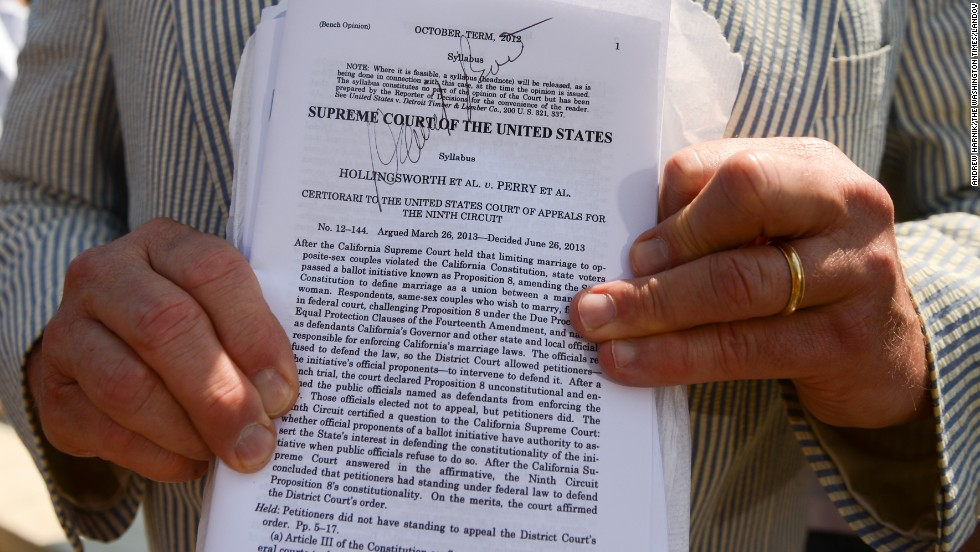 (Bench Opinion)
OCTOBER TERM, 2012
1
Syllabus
NOTE: Where it is feasible, a syllabus (headnote) will be released, as is
being done in connection with this case, at the time the opinion is issued.
The syllabus constitutes no part of the opinion of the Court but has been
prepared by the Reporter of Decisions for the convenience of the reader.
See United States v. Detroit Timber & Lumber Co., 200 U. S. 321, 337.
SUPREME COURT OF THE UNITED STATES
Syllabus
HOLLINGSWORTH ET AL. v. PERRY ET AL.
CERTIORARI TO THE UNITED STATES COURT OF APPEALS FOR
THE NINTH CIRCUIT
No. 12–144. Argued March 26, 2013—Decided June 26, 2013
After the California Supreme Court held that limiting marriage to op-
posite-sex couples violated the California Constitution, state voters
passed a ballot initiative known as Proposition 8, amending the
Constitution to define marriage as a union between a man
woman. Respondents, same-sex couples who wish to marry,
in federal court, challenging Proposition 8 under the Due
Equal Protection Clauses of the Fourteenth Amendment, and
as defendants California's Governor and other state and local
responsible for enforcing California's marriage laws. The officials re-
fused to defend the law, so the District Court allowed petitioners—
he initiative's official proponents—to intervene to defend it. After a
nch trial, the court declared Proposition 8 unconstitutional and en-
ned the public officials named as defendants from enforcing the
. Those officials elected not to appeal, but petitioners did. The
nth Circuit certified a question to the California Supreme Court:
whether official proponents of a ballot initiative have authority to as-
sert the State's interest in defending the constitutionality of the ini-
tiative when public officials refuse to do so. After the California Su-
preme Court answered in the affirmative, the Ninth Circuit
concluded that petitioners had standing under federal law to defend
Proposition 8's constitutionality. On the merits, the court affirmed
the District Court's order.
Held: Petitioners did not have standing to appeal the District Court's
order. Pp. 5–17.
(a) Article III of the Constitution
eral courts
ANDREW HARNIK/THE WASHINGTON TIMES/LANDOV